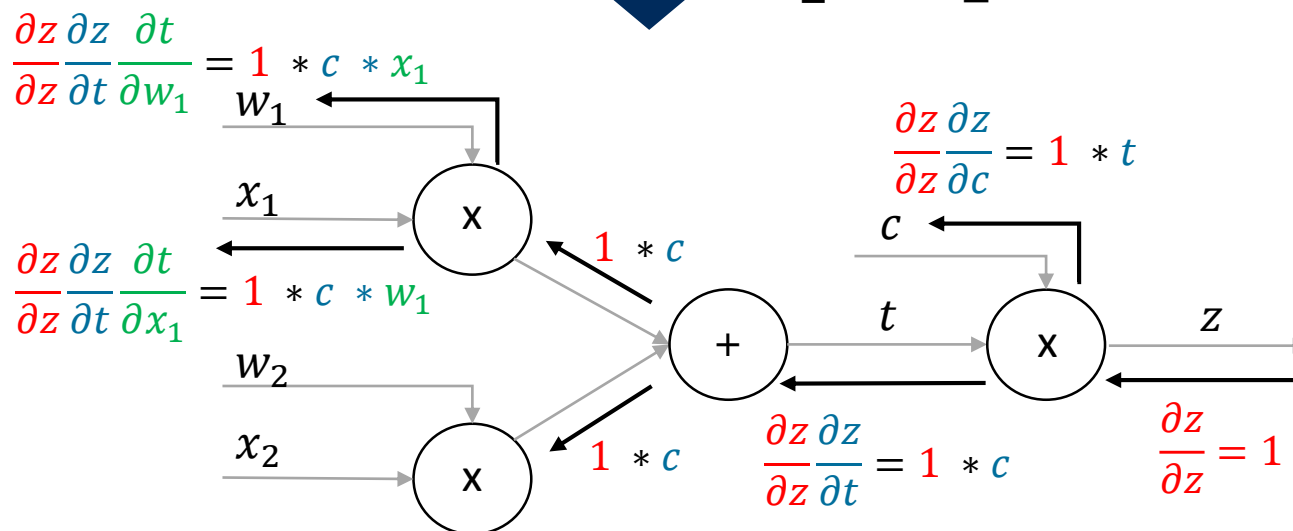 ∂z/∂z ∂z/∂t ∂t/∂w₁ = 1 * c * x₁
w₁
∂z/∂z ∂z/∂c = 1 * t
x₁
x
c
1 * c
∂z/∂z ∂z/∂t ∂t/∂x₁ = 1 * c * w₁
t
z
+
x
w₂
x₂
1 * c
∂z/∂z ∂z/∂t = 1 * c
∂z/∂z = 1
x